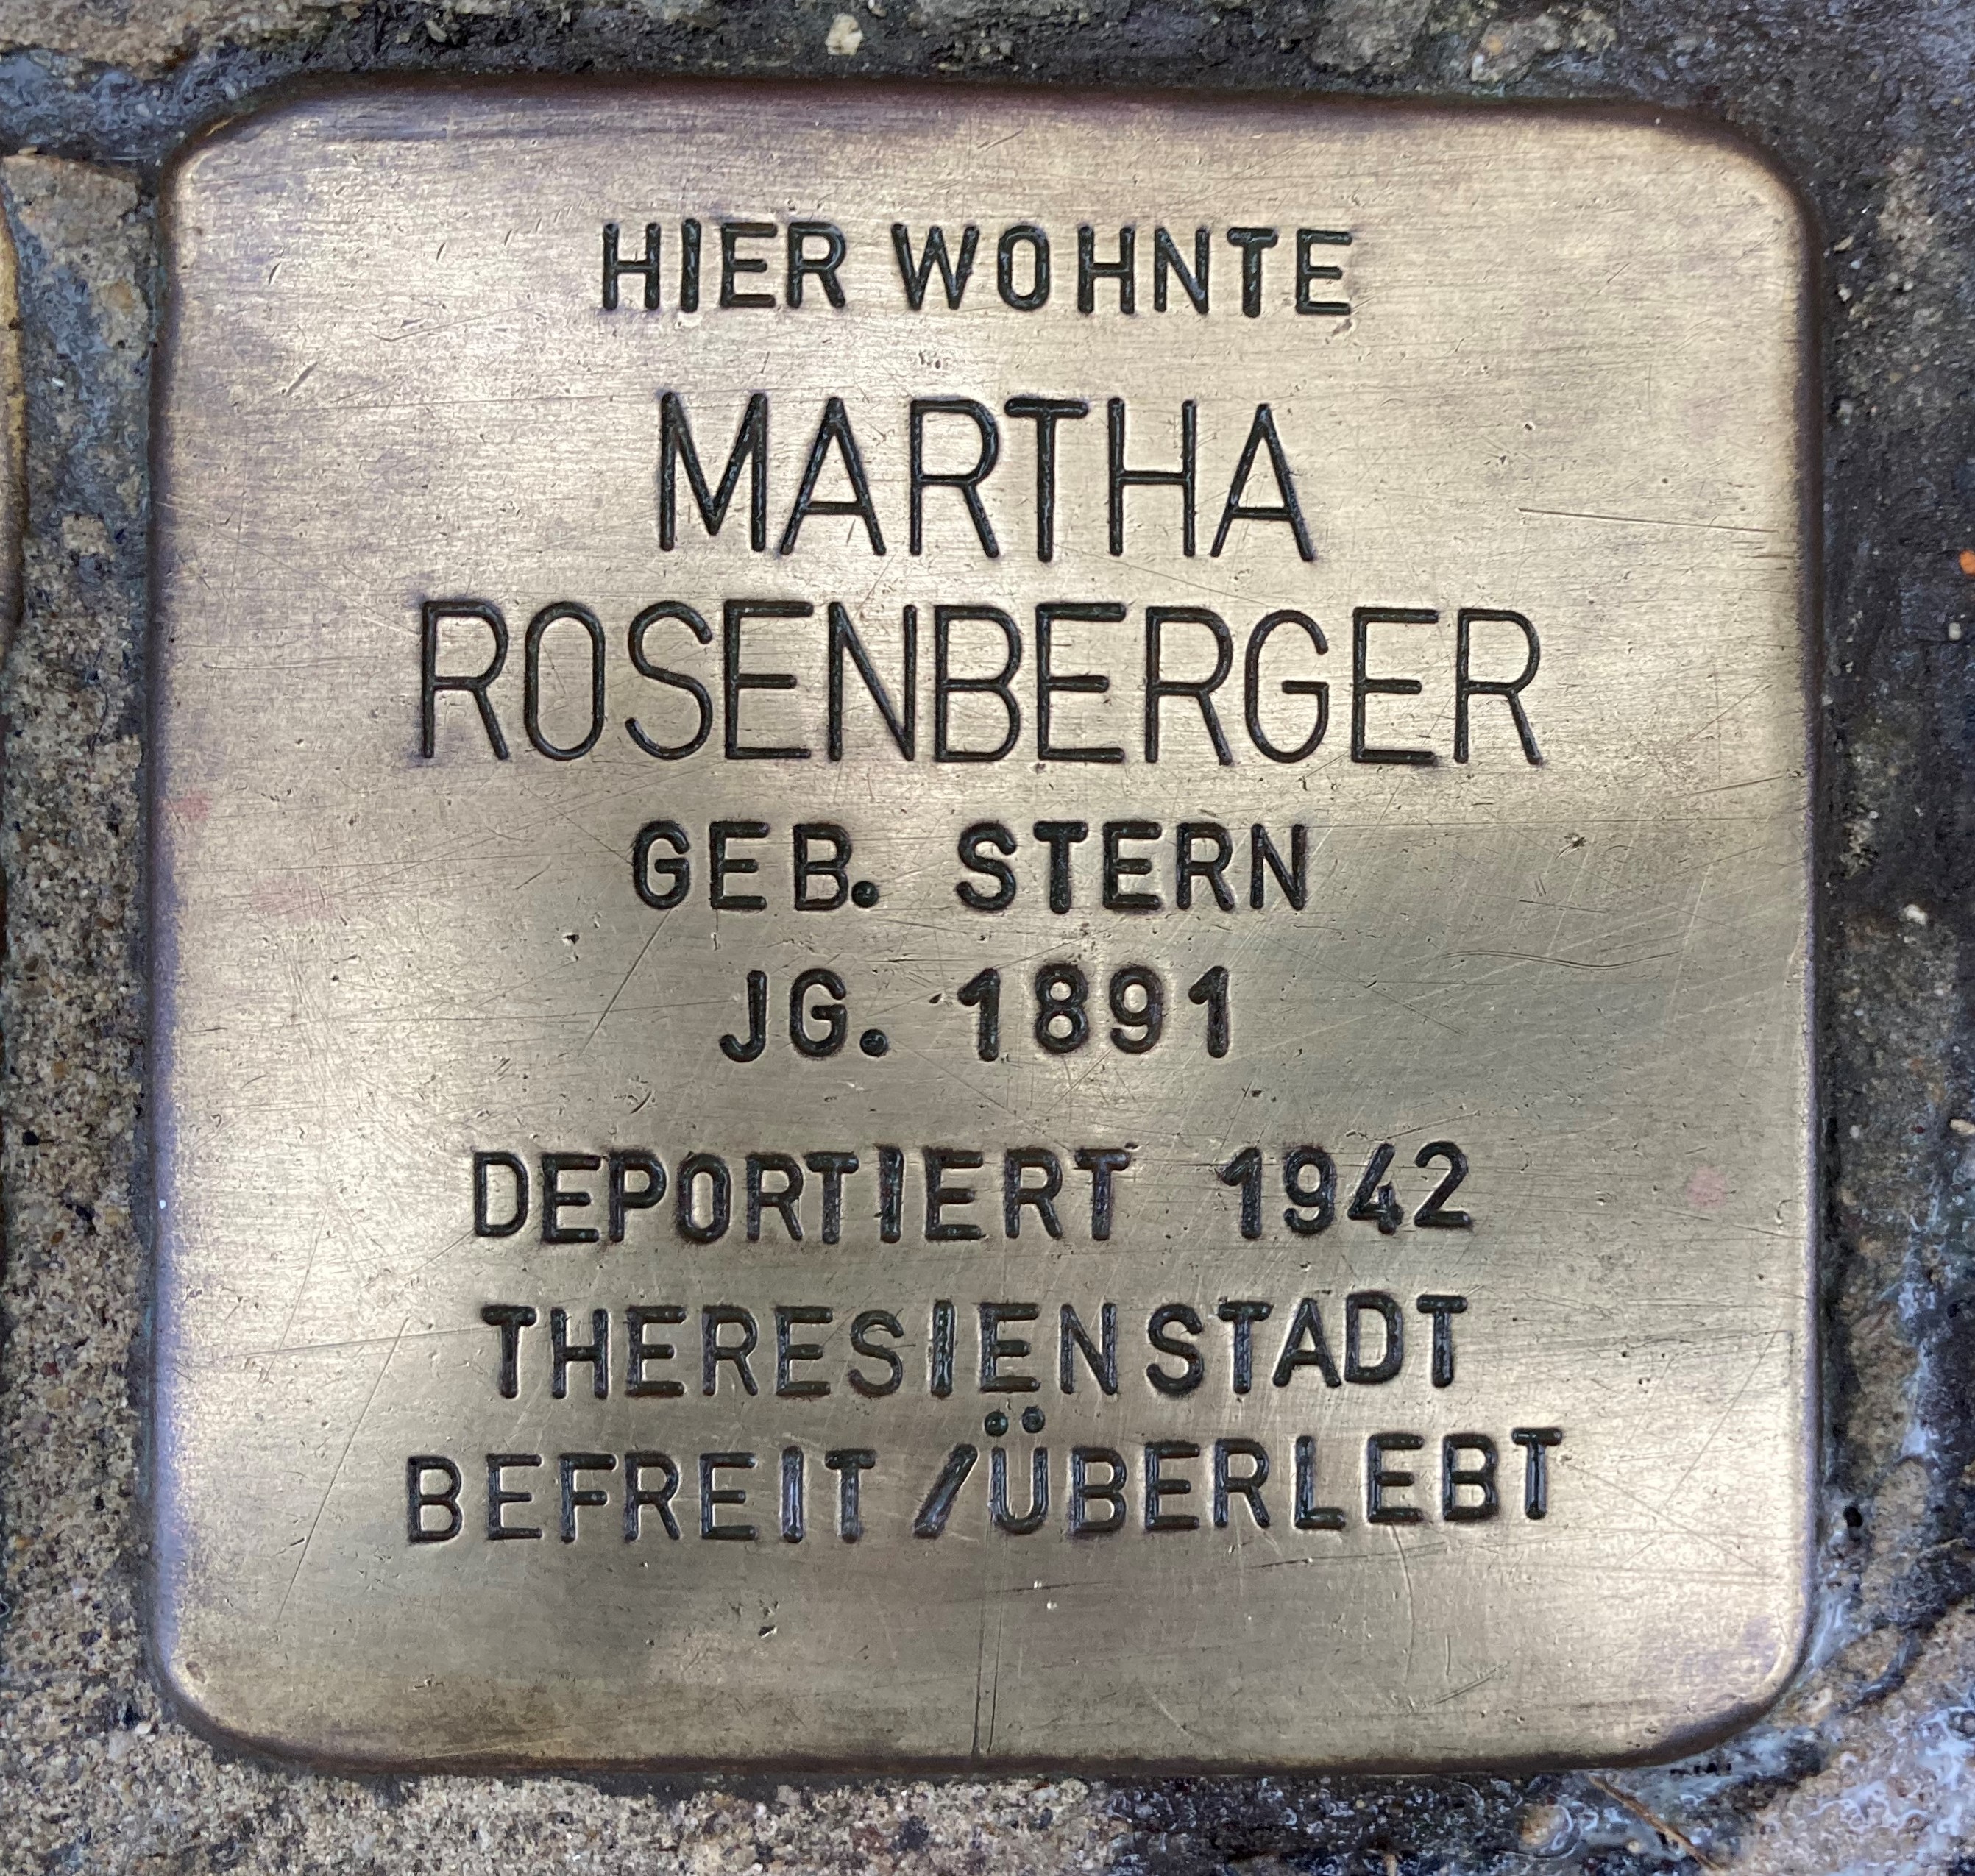 HIER WOHNTE
MARTHA
ROSENBERGER
GEB. STERN
JG. 1891
DEPORTIERT 1942
THERESIENSTADT
BEFREIT / ÜBERLEBT